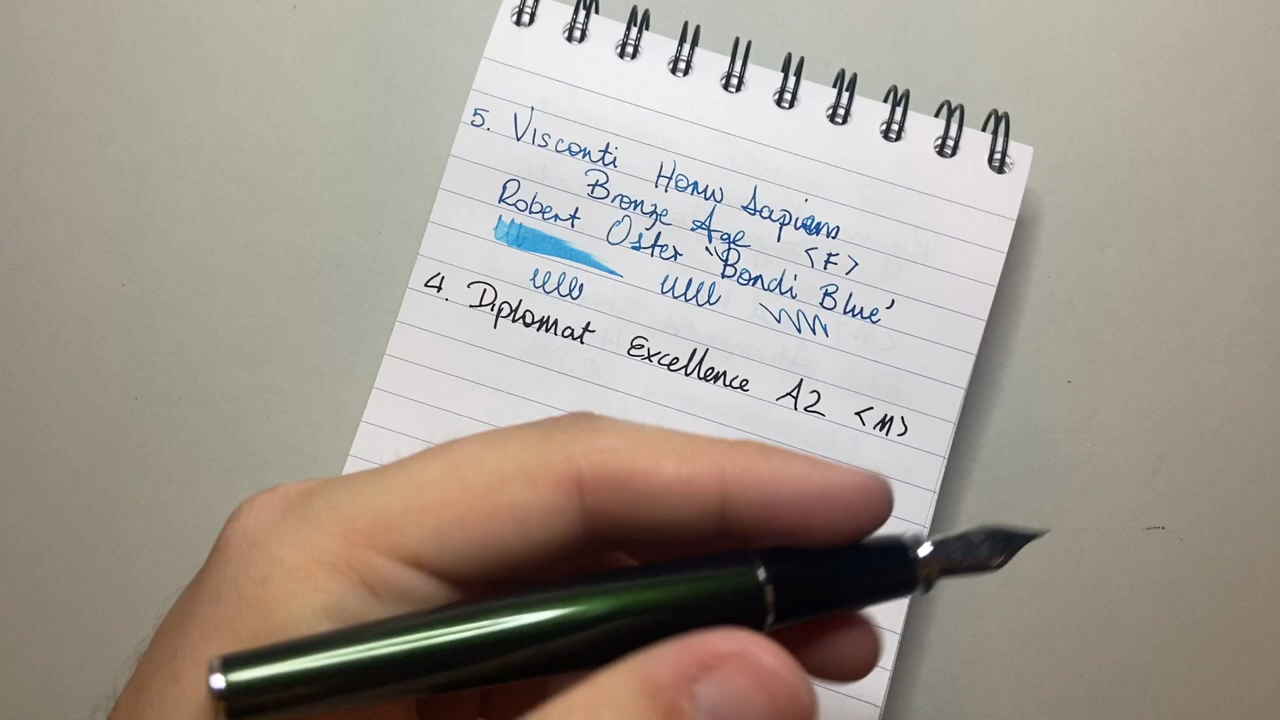 5. Visconti Homo Sapiens
Bronze Age <F>
Robert Oster 'Bondi Blue'
4. Diplomat Excellence A2 <M>